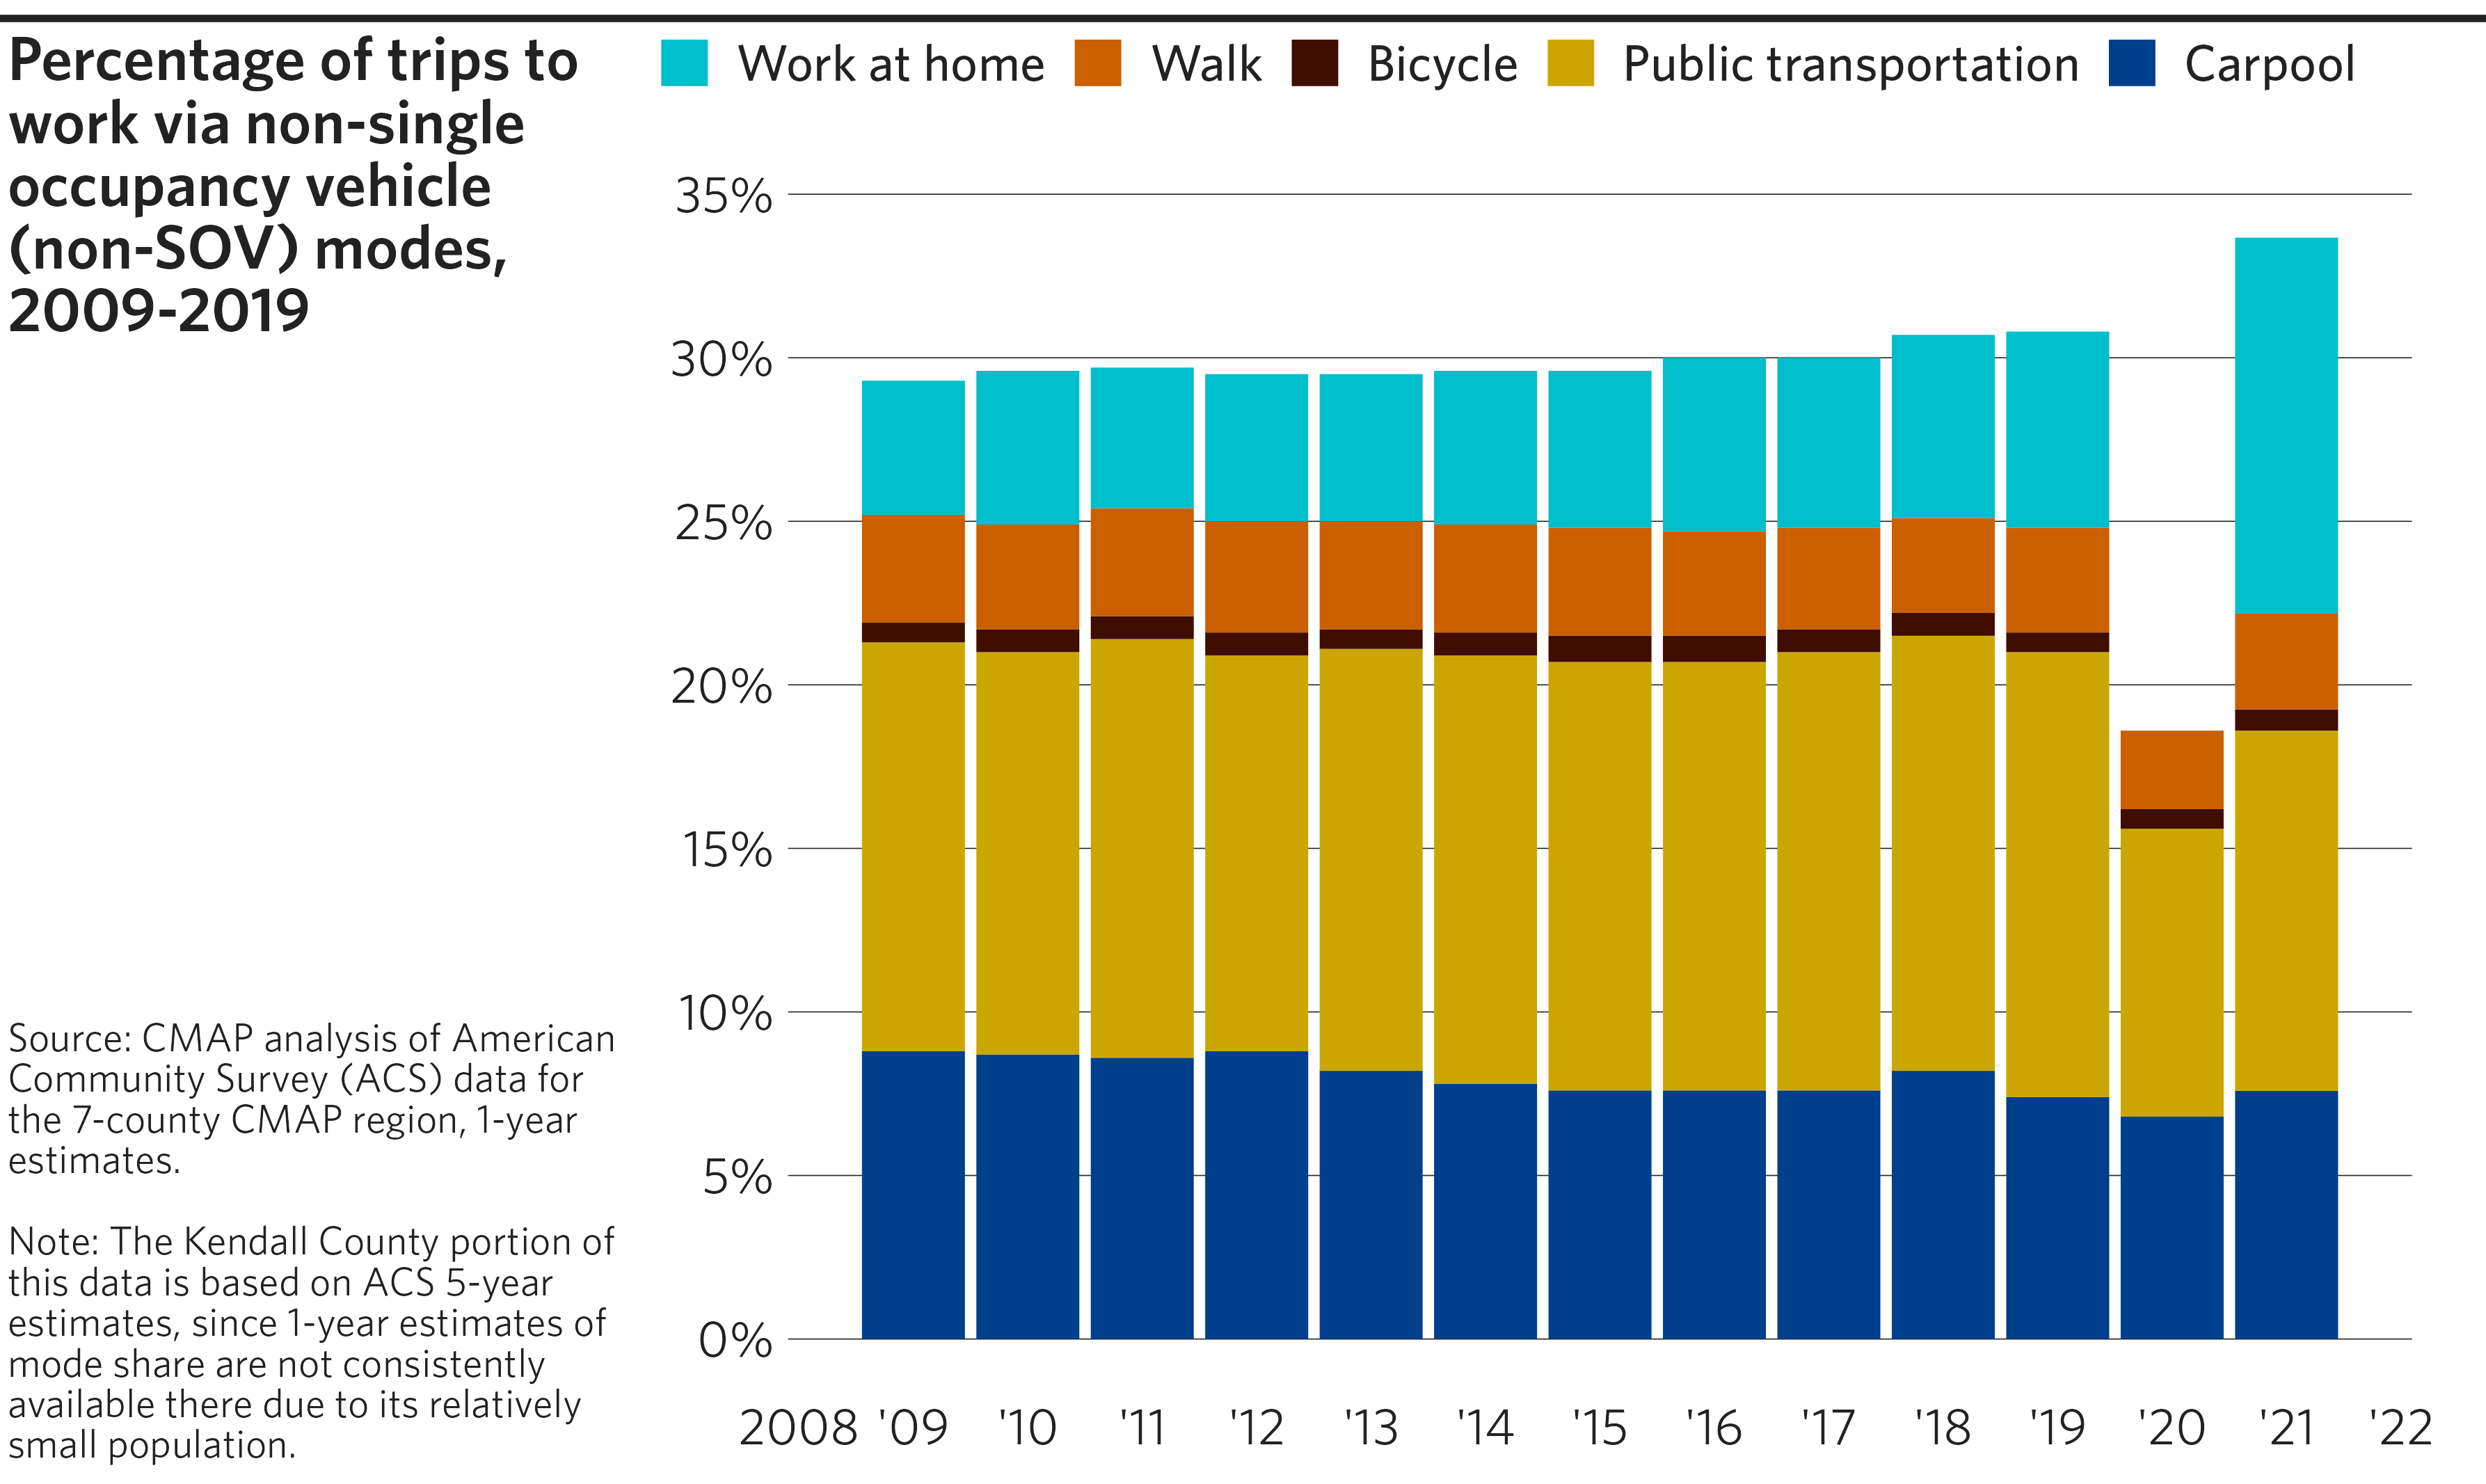 Percentage of trips to
work via non-single
occupancy vehicle
(non-SOV) modes,
2009-2019
Work at home Walk Bicycle Public transportation Carpool
35%
30%
25%
20%
15%
10%
5%
0%
2008 '09 '10 '11 '12 '13 '14 '15 '16 '17 '18 '19 '20 '21 '22
Source: CMAP analysis of American
Community Survey (ACS) data for
the 7-county CMAP region, 1-year
estimates.
Note: The Kendall County portion of
this data is based on ACS 5-year
estimates, since 1-year estimates of
mode share are not consistently
available there due to its relatively
small population.